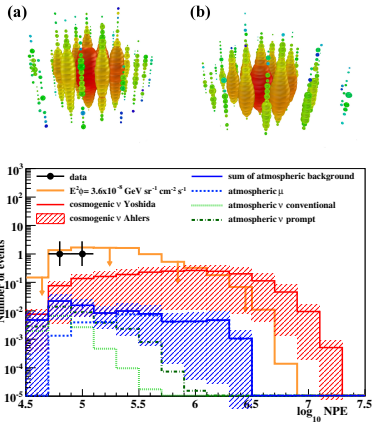 (a)
(b)
Number of events
10³
10²
10
1
10⁻¹
10⁻²
10⁻³
10⁻⁴
10⁻⁵
data
E²ϕ= 3.6x10⁻⁸ GeV sr⁻¹ cm⁻² s⁻¹
cosmogenic ν Yoshida
cosmogenic ν Ahlers
sum of atmospheric background
atmospheric μ
atmospheric ν conventional
atmospheric ν prompt
4.5 5 5.5 6 6.5 7 7.5
log₁₀ NPE